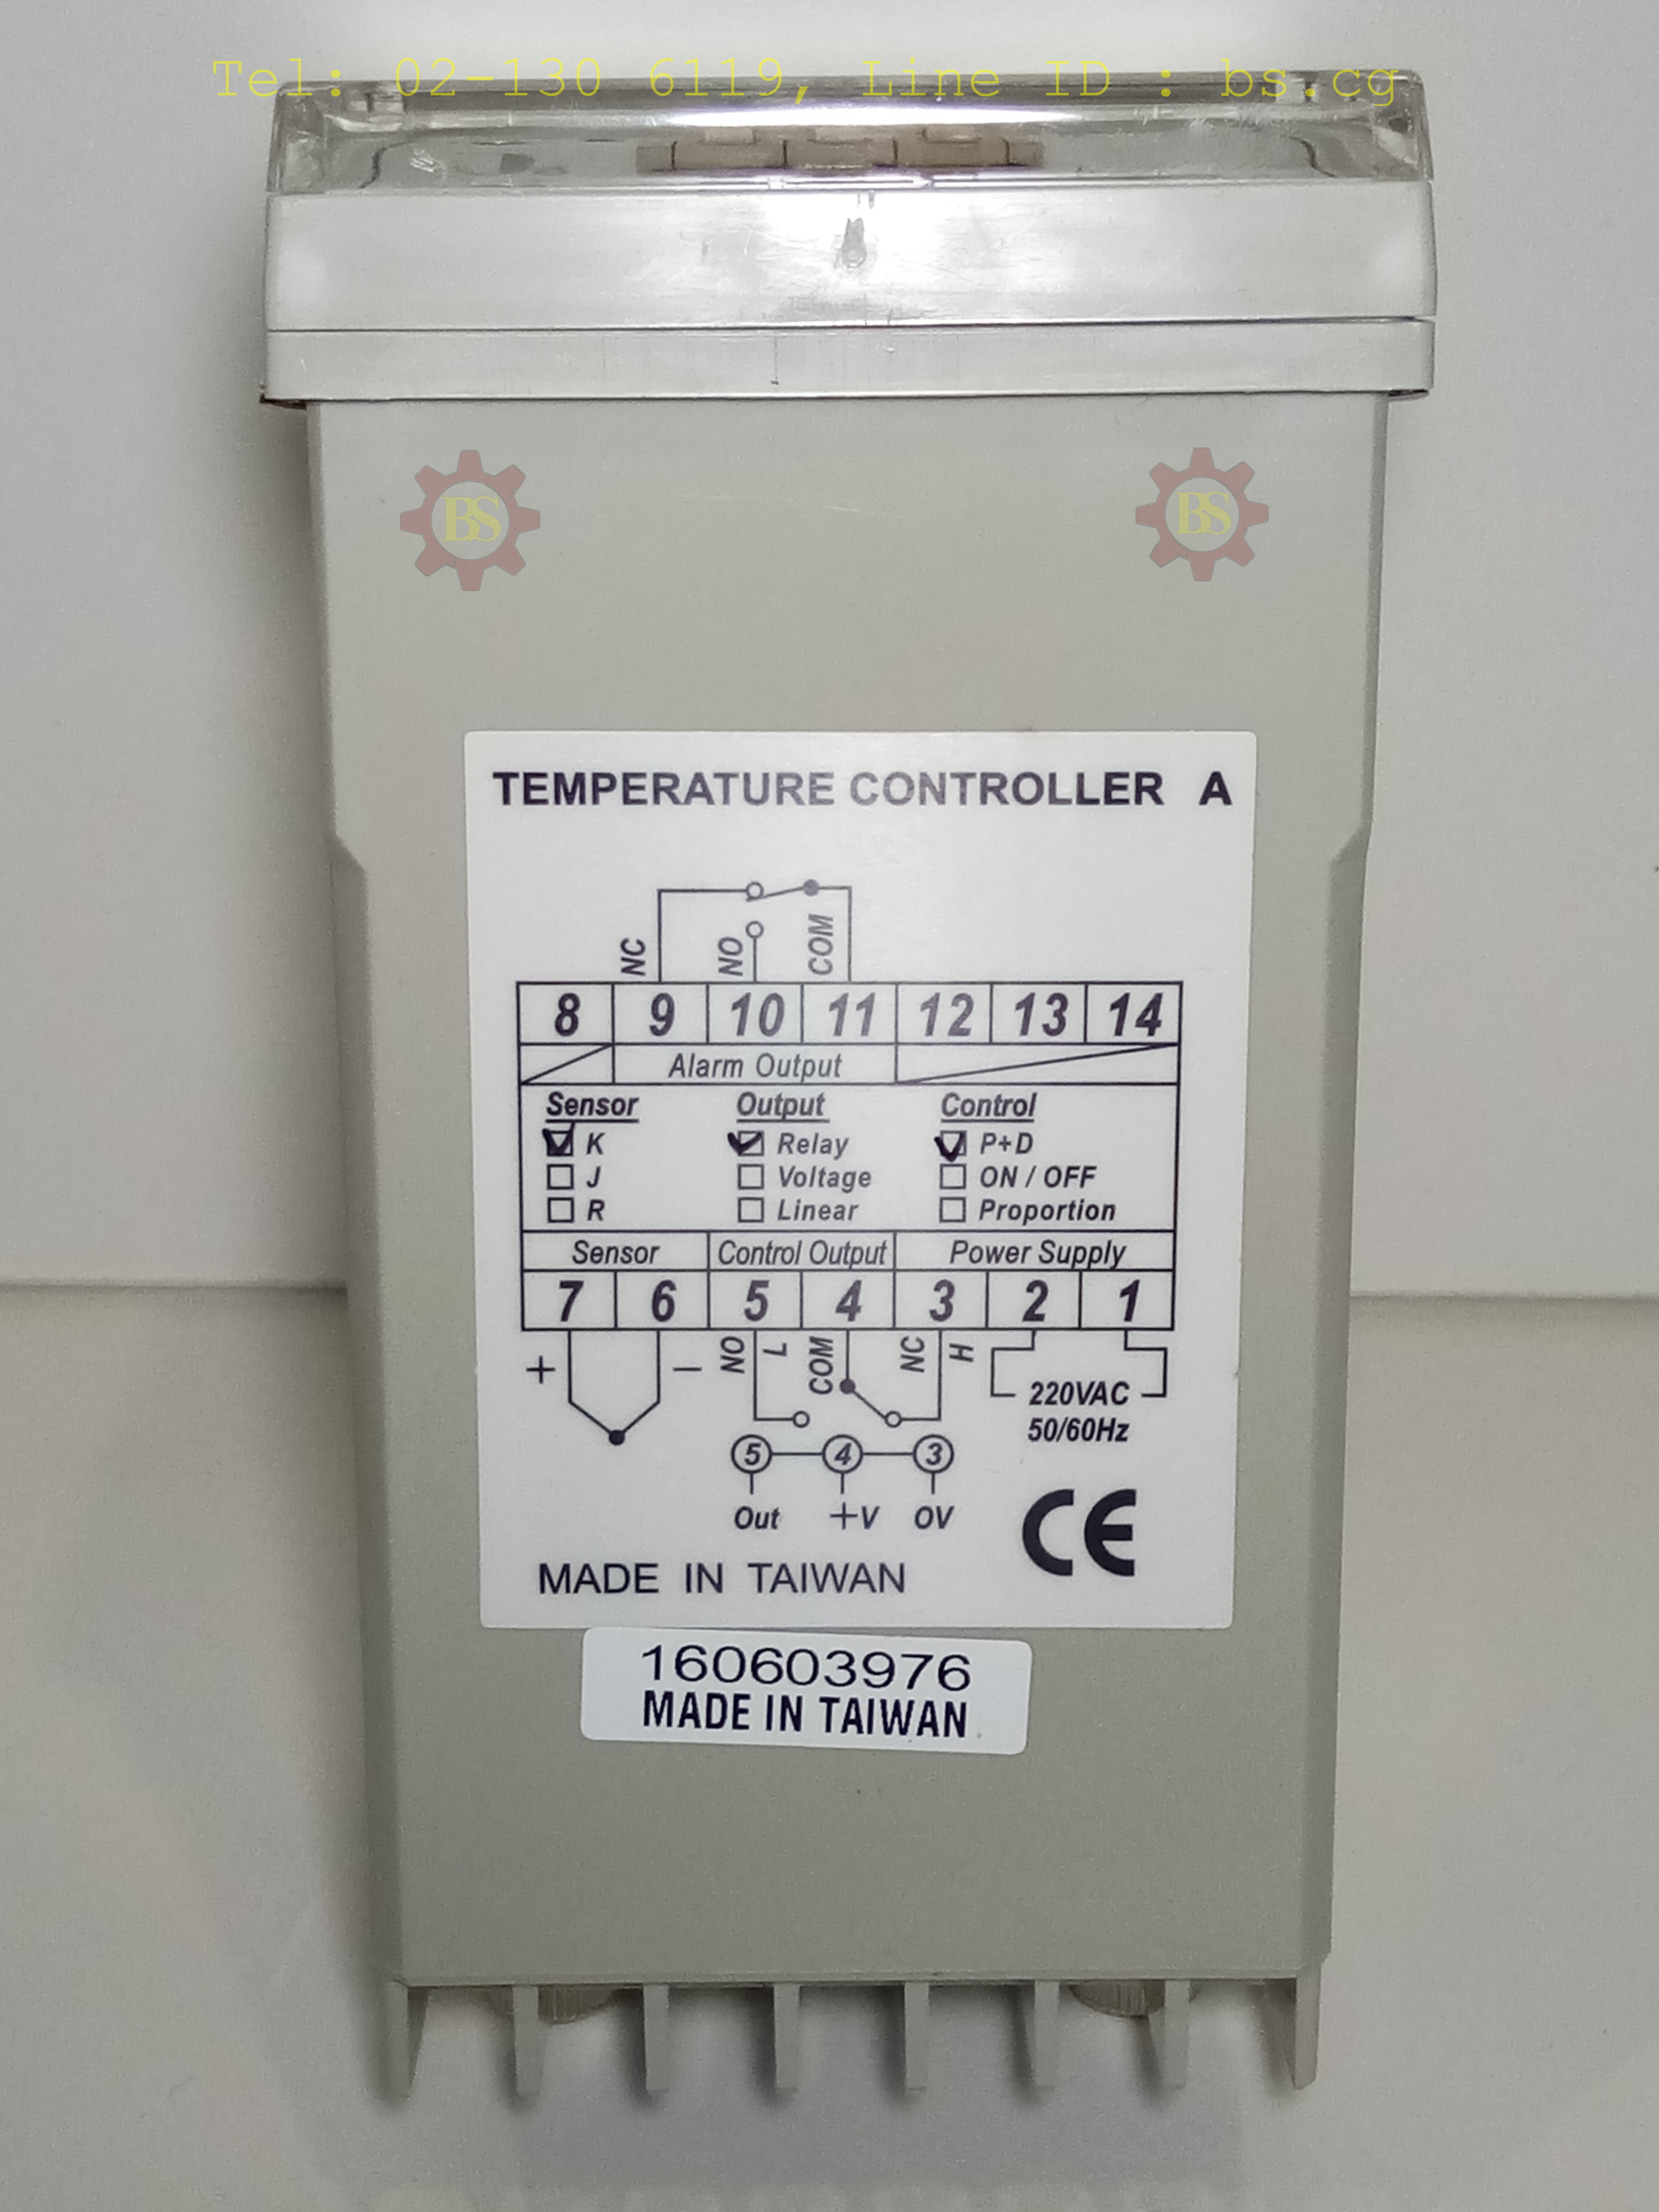 Tel: 02-130 6119, Line ID : bs.cg
BS BS
TEMPERATURE CONTROLLER A
NC NO COM
8 9 10 11 12 13 14
Alarm Output
Sensor Output Control
K Relay P+D
J Voltage ON / OFF
R Linear Proportion
Sensor Control Output Power Supply
7 6 5 4 3 2 1
+ − NO L COM NC H
220VAC
50/60Hz
5 4 3
Out +V OV
CE
MADE IN TAIWAN
160603976
MADE IN TAIWAN